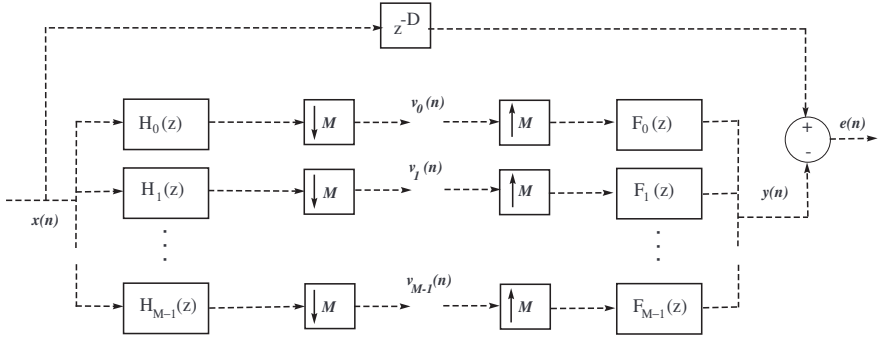 z^-D
H_0(z) ↓ M v_0(n) ↑ M F_0(z)
+
-
e(n)
H_1(z) ↓ M v_1(n) ↑ M F_1(z)
x(n)
y(n)
H_M-1(z) ↓ M v_M-1(n) ↑ M F_M-1(z)